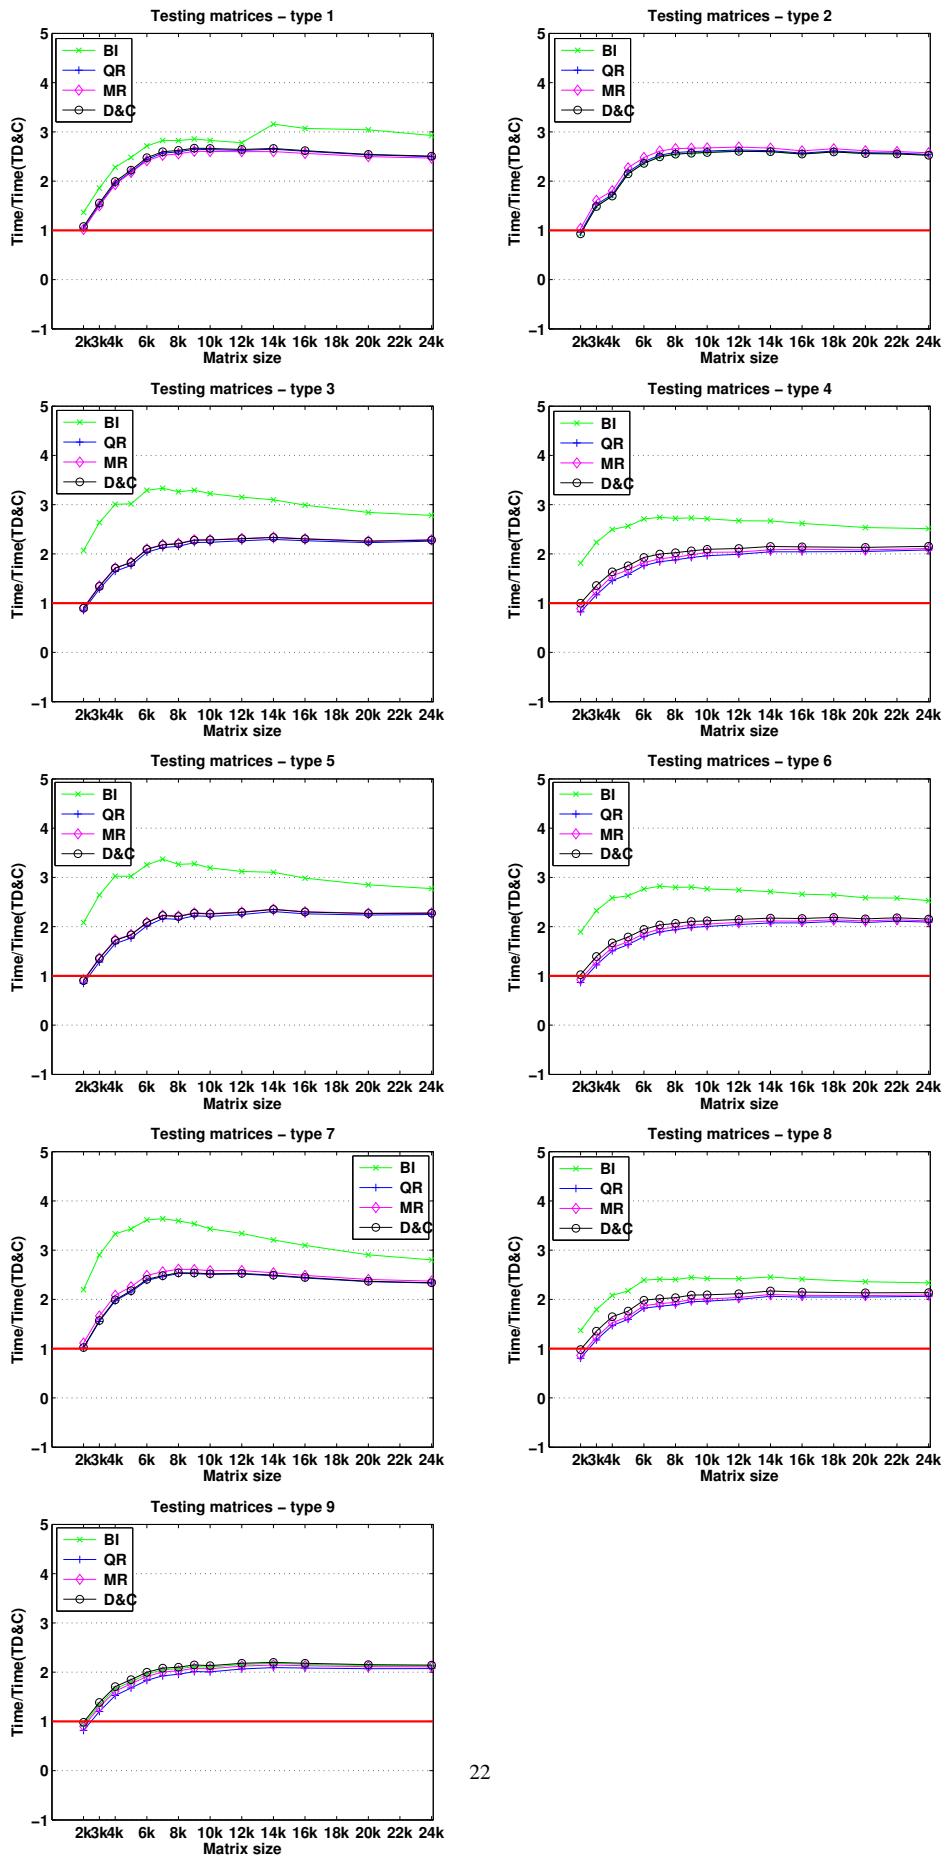 Testing matrices – type 1
Time/Time(TD&C)
5
4
3
2
1
0
−1
BI
QR
MR
D&C
2k3k4k 6k 8k 10k 12k 14k 16k 18k 20k 22k 24k
Matrix size
Testing matrices – type 2
Time/Time(TD&C)
5
4
3
2
1
0
−1
BI
QR
MR
D&C
2k3k4k 6k 8k 10k 12k 14k 16k 18k 20k 22k 24k
Matrix size
Testing matrices – type 3
Time/Time(TD&C)
5
4
3
2
1
0
−1
BI
QR
MR
D&C
2k3k4k 6k 8k 10k 12k 14k 16k 18k 20k 22k 24k
Matrix size
Testing matrices – type 4
Time/Time(TD&C)
5
4
3
2
1
0
−1
BI
QR
MR
D&C
2k3k4k 6k 8k 10k 12k 14k 16k 18k 20k 22k 24k
Matrix size
Testing matrices – type 5
Time/Time(TD&C)
5
4
3
2
1
0
−1
BI
QR
MR
D&C
2k3k4k 6k 8k 10k 12k 14k 16k 18k 20k 22k 24k
Matrix size
Testing matrices – type 6
Time/Time(TD&C)
5
4
3
2
1
0
−1
BI
QR
MR
D&C
2k3k4k 6k 8k 10k 12k 14k 16k 18k 20k 22k 24k
Matrix size
Testing matrices – type 7
Time/Time(TD&C)
5
4
3
2
1
0
−1
BI
QR
MR
D&C
2k3k4k 6k 8k 10k 12k 14k 16k 18k 20k 22k 24k
Matrix size
Testing matrices – type 8
Time/Time(TD&C)
5
4
3
2
1
0
−1
BI
QR
MR
D&C
2k3k4k 6k 8k 10k 12k 14k 16k 18k 20k 22k 24k
Matrix size
Testing matrices – type 9
Time/Time(TD&C)
5
4
3
2
1
0
−1
BI
QR
MR
D&C
2k3k4k 6k 8k 10k 12k 14k 16k 18k 20k 22k 24k
Matrix size
22